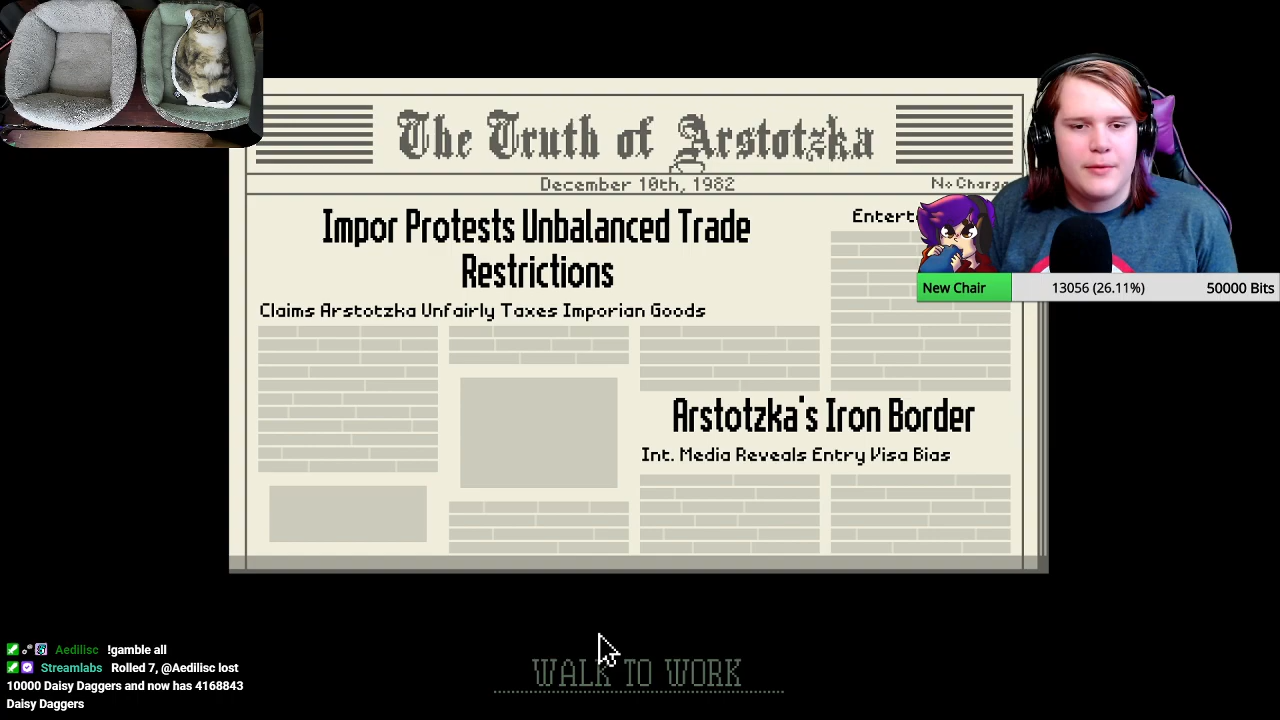 The Truth of Arstotzka
December 10th, 1982
No Charge
Impor Protests Unbalanced Trade
Restrictions
Claims Arstotzka Unfairly Taxes Imporian Goods
Arstotzka's Iron Border
Int. Media Reveals Entry Visa Bias
New Chair
13056 (26.11%)
50000 Bits
WALK TO WORK
Aedilisc !gamble all
Streamlabs Rolled 7, @Aedilisc lost
10000 Daisy Daggers and now has 4168843
Daisy Daggers